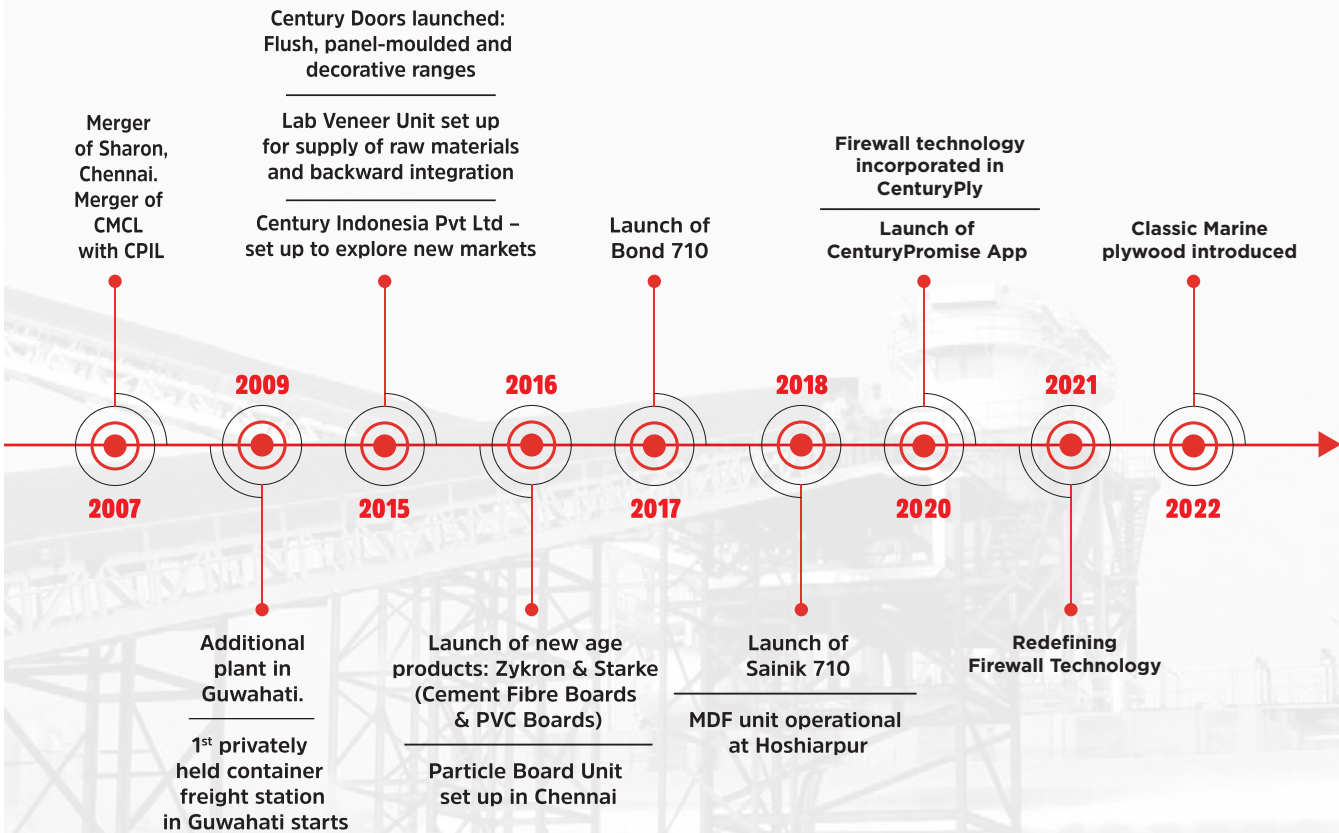 Merger
of Sharon,
Chennai.
Merger of
CMCL
with CPIL
2007
2009
Additional
plant in
Guwahati.
1st privately
held container
freight station
in Guwahati starts
Century Doors launched:
Flush, panel-moulded and
decorative ranges
Lab Veneer Unit set up
for supply of raw materials
and backward integration
Century Indonesia Pvt Ltd –
set up to explore new markets
2015
2016
Launch of new age
products: Zykron & Starke
(Cement Fibre Boards
& PVC Boards)
Particle Board Unit
set up in Chennai
Launch of
Bond 710
2017
2018
Launch of
Sainik 710
MDF unit operational
at Hoshiarpur
Firewall technology
incorporated in
CenturyPly
Launch of
CenturyPromise App
2020
2021
Redefining
Firewall Technology
Classic Marine
plywood introduced
2022